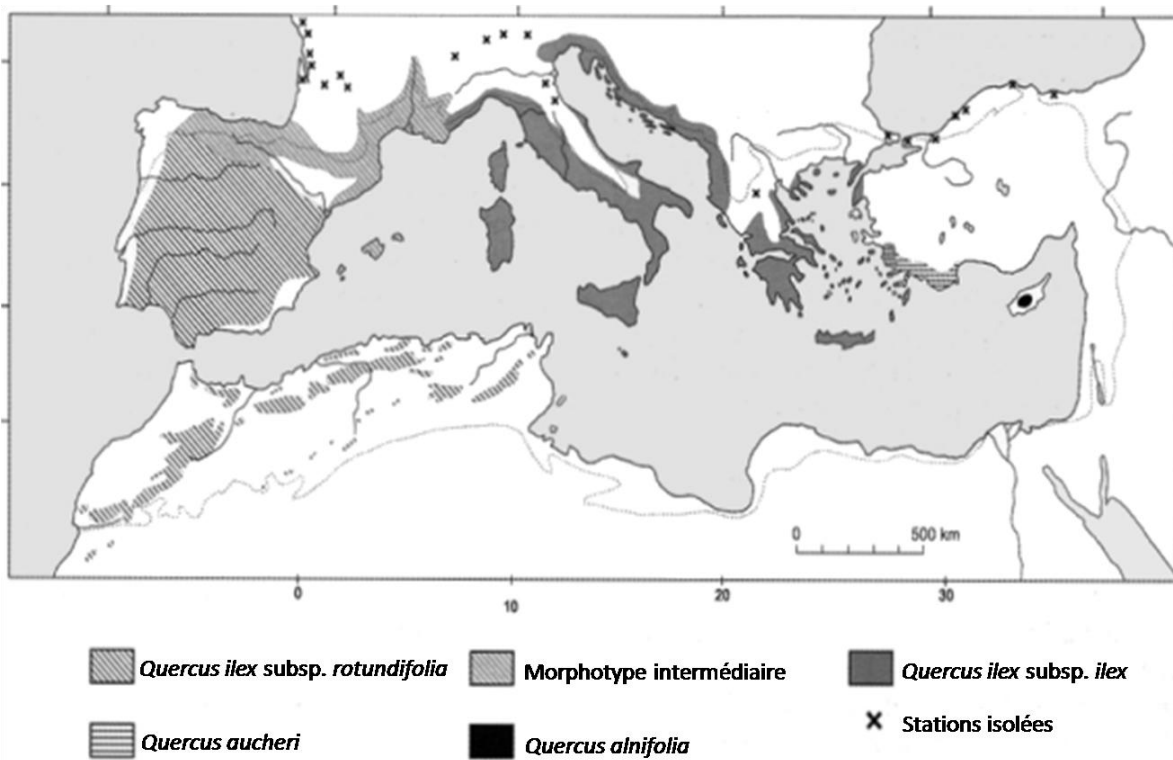 0 500 km
0 10 20 30
Quercus ilex subsp. rotundifolia Morphotype intermédiaire Quercus ilex subsp. ilex
Quercus aucheri Quercus alnifolia x Stations isolées